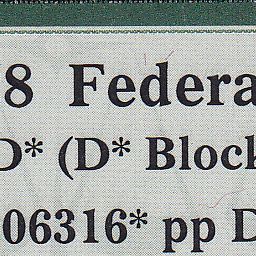 8 Federa
D* (D* Block
06316* pp D